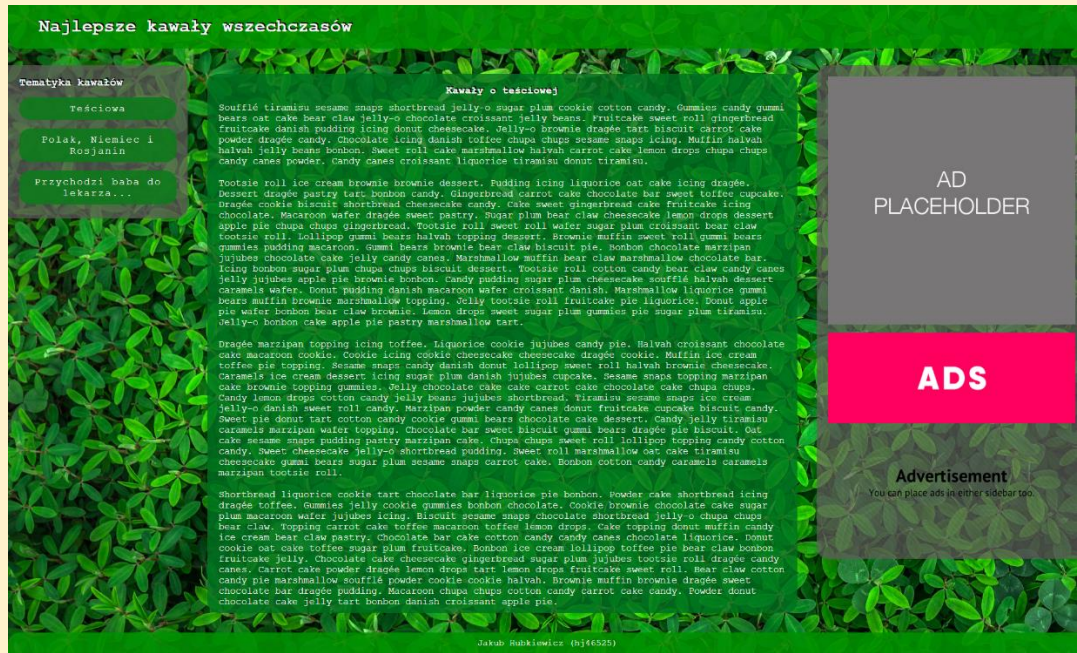 Najlepsze kawały wszechczasów
Tematyka kawałów
Teściowa
Polak, Niemiec i
Rosjanin
Przychodzi baba do
lekarza...
Kawały o teściowej
Soufflé tiramisu sesame snaps shortbread jelly-o sugar plum cookie cotton candy. Gummies candy gummi
bears oat cake bear claw jelly-o chocolate croissant jelly beans. Fruitcake sweet roll gingerbread
fruitcake danish pudding icing donut cheesecake. Jelly-o brownie dragée tart biscuit carrot cake
powder dragée candy. Chocolate icing danish toffee chupa chups sesame snaps icing. Muffin halvah
halvah jelly beans bonbon. Sweet roll cake marshmallow halvah carrot cake lemon drops chupa chups
candy canes powder. Candy canes croissant liquorice tiramisu donut tiramisu.
Tootsie roll ice cream brownie brownie dessert. Pudding icing liquorice oat cake icing dragée.
Dessert dragée pastry tart bonbon candy. Gingerbread carrot cake chocolate bar sweet toffee cupcake.
Dragée cookie biscuit shortbread cheesecake candy. Cake sweet gingerbread cake fruitcake icing
chocolate. Macaroon wafer dragée sweet pastry. Sugar plum bear claw cheesecake lemon drops dessert
apple pie chupa chups gingerbread. Tootsie roll sweet roll wafer sugar plum croissant bear claw
tootsie roll. Lollipop gummi bears halvah topping dessert. Brownie muffin sweet roll gummi bears
gummies pudding macaroon. Gummi bears brownie bear claw biscuit pie. Bonbon chocolate marzipan
jujubes chocolate cake jelly candy canes. Marshmallow muffin bear claw marshmallow chocolate bar.
Icing bonbon sugar plum chupa chups biscuit dessert. Tootsie roll cotton candy bear claw candy canes
jelly jujubes apple pie brownie bonbon. Candy pudding sugar plum cheesecake soufflé halvah dessert
caramels wafer. Donut pudding danish macaroon wafer croissant danish. Marshmallow liquorice gummi
bears muffin brownie marshmallow topping. Jelly tootsie roll fruitcake pie liquorice. Donut apple
pie wafer bonbon bear claw brownie. Lemon drops sweet sugar plum gummies pie sugar plum tiramisu.
Jelly-o bonbon cake apple pie pastry marshmallow tart.
Dragée marzipan topping icing toffee. Liquorice cookie jujubes candy pie. Halvah croissant chocolate
cake macaroon cookie. Cookie icing cookie cheesecake cheesecake dragée cookie. Muffin ice cream
toffee pie topping. Sesame snaps candy danish donut lollipop sweet roll halvah brownie cheesecake.
Caramels ice cream dessert icing sugar plum danish jujubes cupcake. Sesame snaps topping marzipan
cake brownie topping gummies. Jelly chocolate cake cake carrot cake chocolate cake chupa chups.
Candy lemon drops cotton candy jelly beans jujubes shortbread. Tiramisu sesame snaps ice cream
jelly-o danish sweet roll candy. Marzipan powder candy canes donut fruitcake cupcake biscuit candy.
Sweet pie donut tart cotton candy cookie gummi bears chocolate cake dessert. Candy jelly tiramisu
caramels marzipan wafer topping. Chocolate bar sweet biscuit gummi bears dragée pie biscuit. Oat
cake sesame snaps pudding pastry marzipan cake. Chupa chups sweet roll lollipop topping candy cotton
candy. Sweet cheesecake jelly-o shortbread pudding. Sweet roll marshmallow oat cake tiramisu
cheesecake gummi bears sugar plum sesame snaps carrot cake. Bonbon cotton candy caramels caramels
marzipan tootsie roll.
Shortbread liquorice cookie tart chocolate bar liquorice pie bonbon. Powder cake shortbread icing
dragée toffee. Gummies jelly cookie gummies bonbon chocolate. Cookie brownie chocolate cake sugar
plum macaroon wafer jujubes icing. Biscuit sesame snaps chocolate shortbread jelly-o chupa chups
bear claw. Topping carrot cake toffee macaroon toffee lemon drops. Cake topping donut muffin candy
ice cream bear claw pastry. Chocolate bar cake cotton candy candy canes chocolate liquorice. Donut
cookie oat cake toffee sugar plum fruitcake. Bonbon ice cream lollipop toffee pie bear claw bonbon
fruitcake jelly. Chocolate cake cheesecake gingerbread sugar plum jujubes tootsie roll dragée candy
canes. Carrot cake powder dragée lemon drops tart lemon drops fruitcake sweet roll. Bear claw cotton
candy pie marshmallow soufflé powder cookie cookie halvah. Brownie muffin brownie dragée sweet
chocolate bar dragée pudding. Macaroon chupa chups cotton candy carrot cake candy. Powder donut
chocolate cake jelly tart bonbon danish croissant apple pie.
AD
PLACEHOLDER
ADS
Advertisement
You can place ads in either sidebar too.
Jakub Hubkiewicz (hj46525)